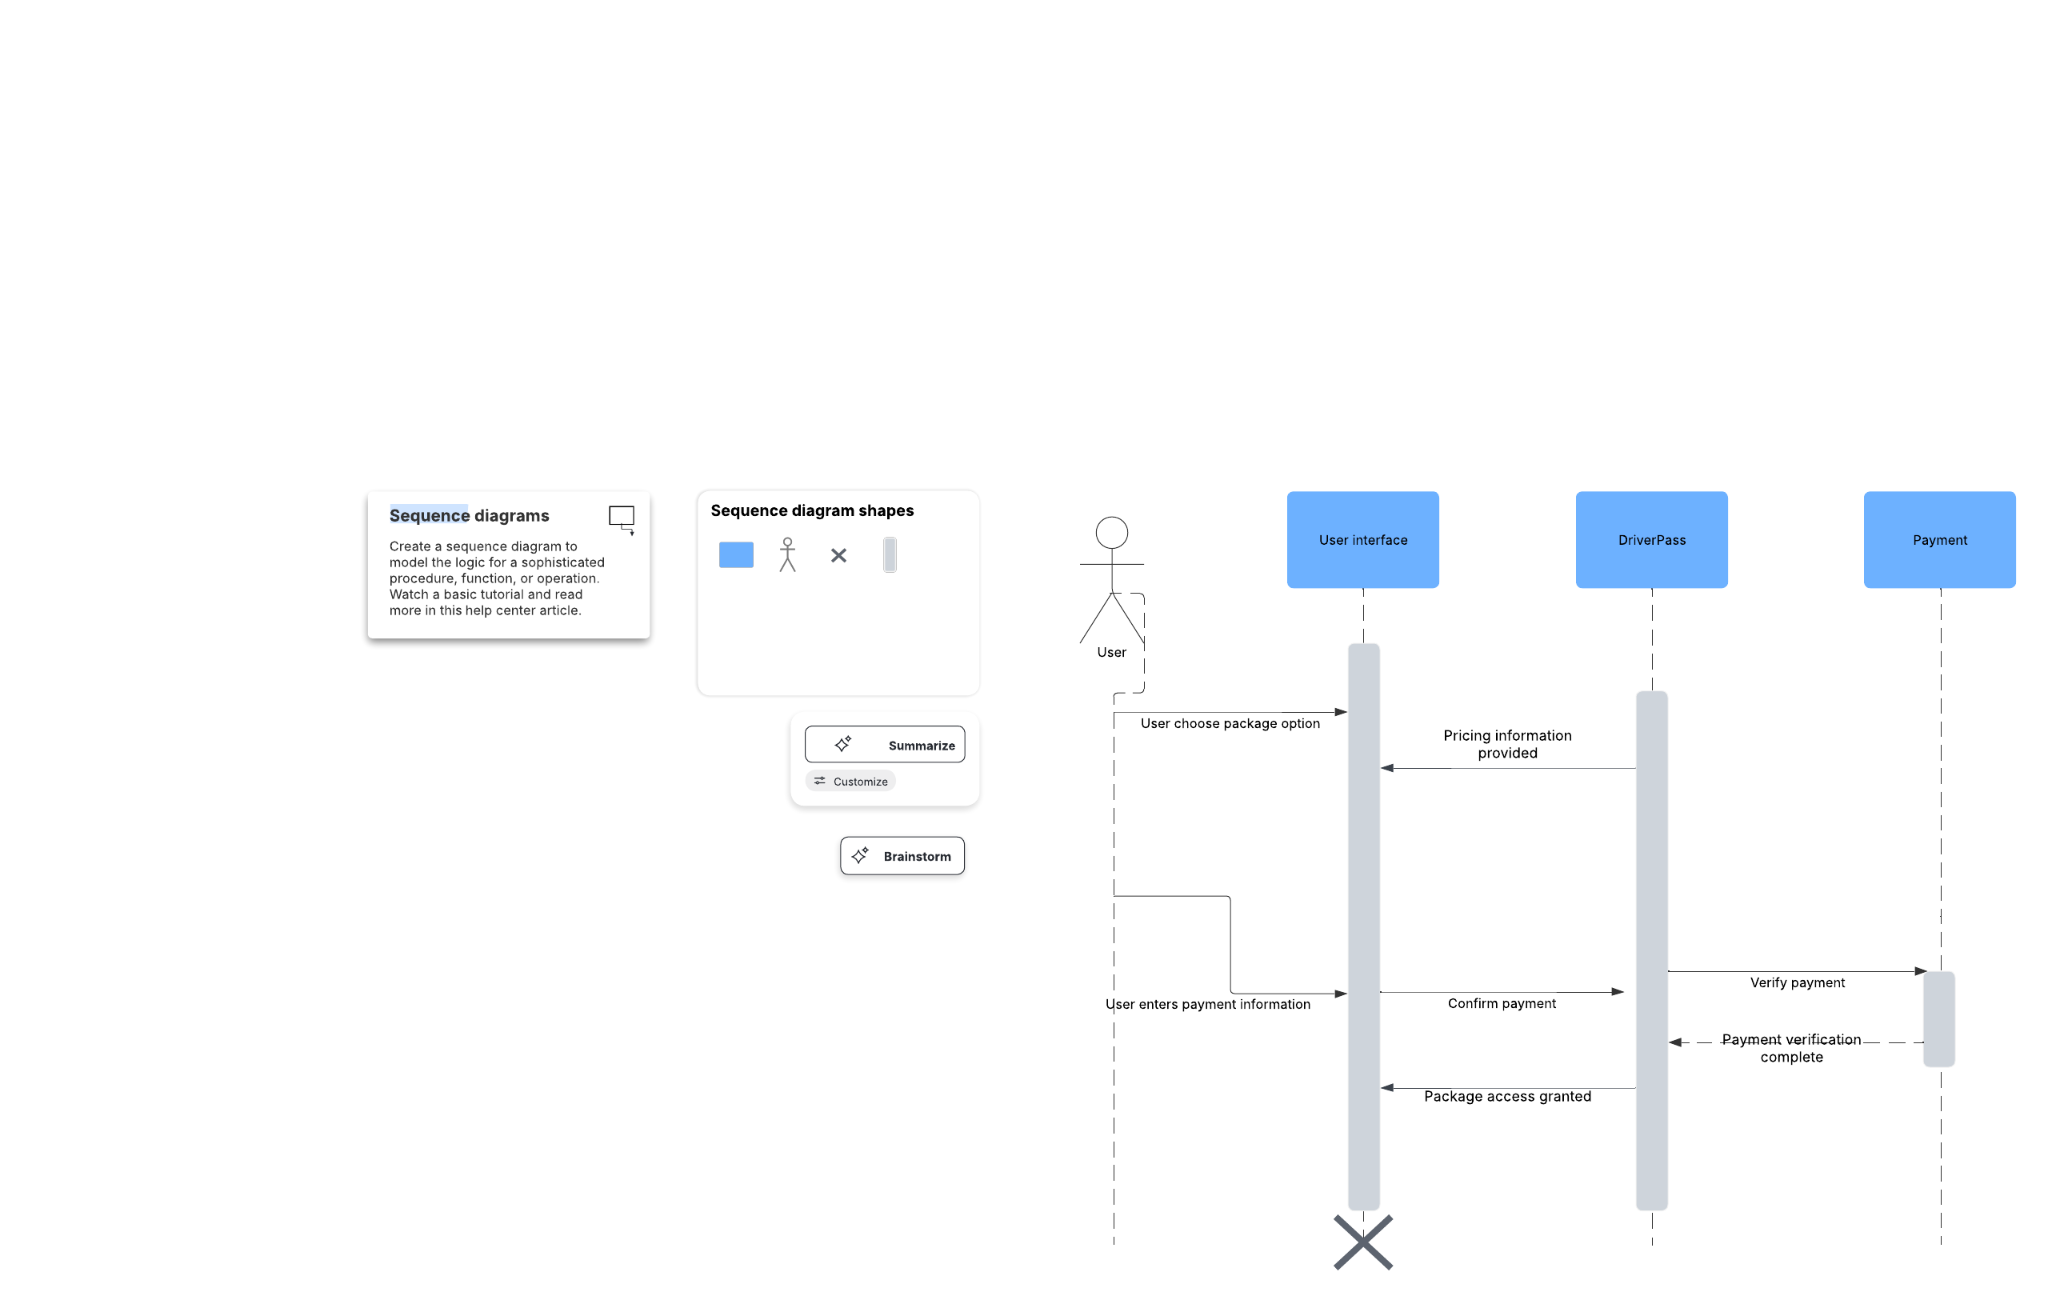 Sequence diagrams
Create a sequence diagram to
model the logic for a sophisticated
procedure, function, or operation.
Watch a basic tutorial and read
more in this help center article.
Sequence diagram shapes
Summarize
Customize
Brainstorm
User
User interface
DriverPass
Payment
User choose package option
Pricing information
provided
User enters payment information
Confirm payment
Verify payment
Payment verification
complete
Package access granted